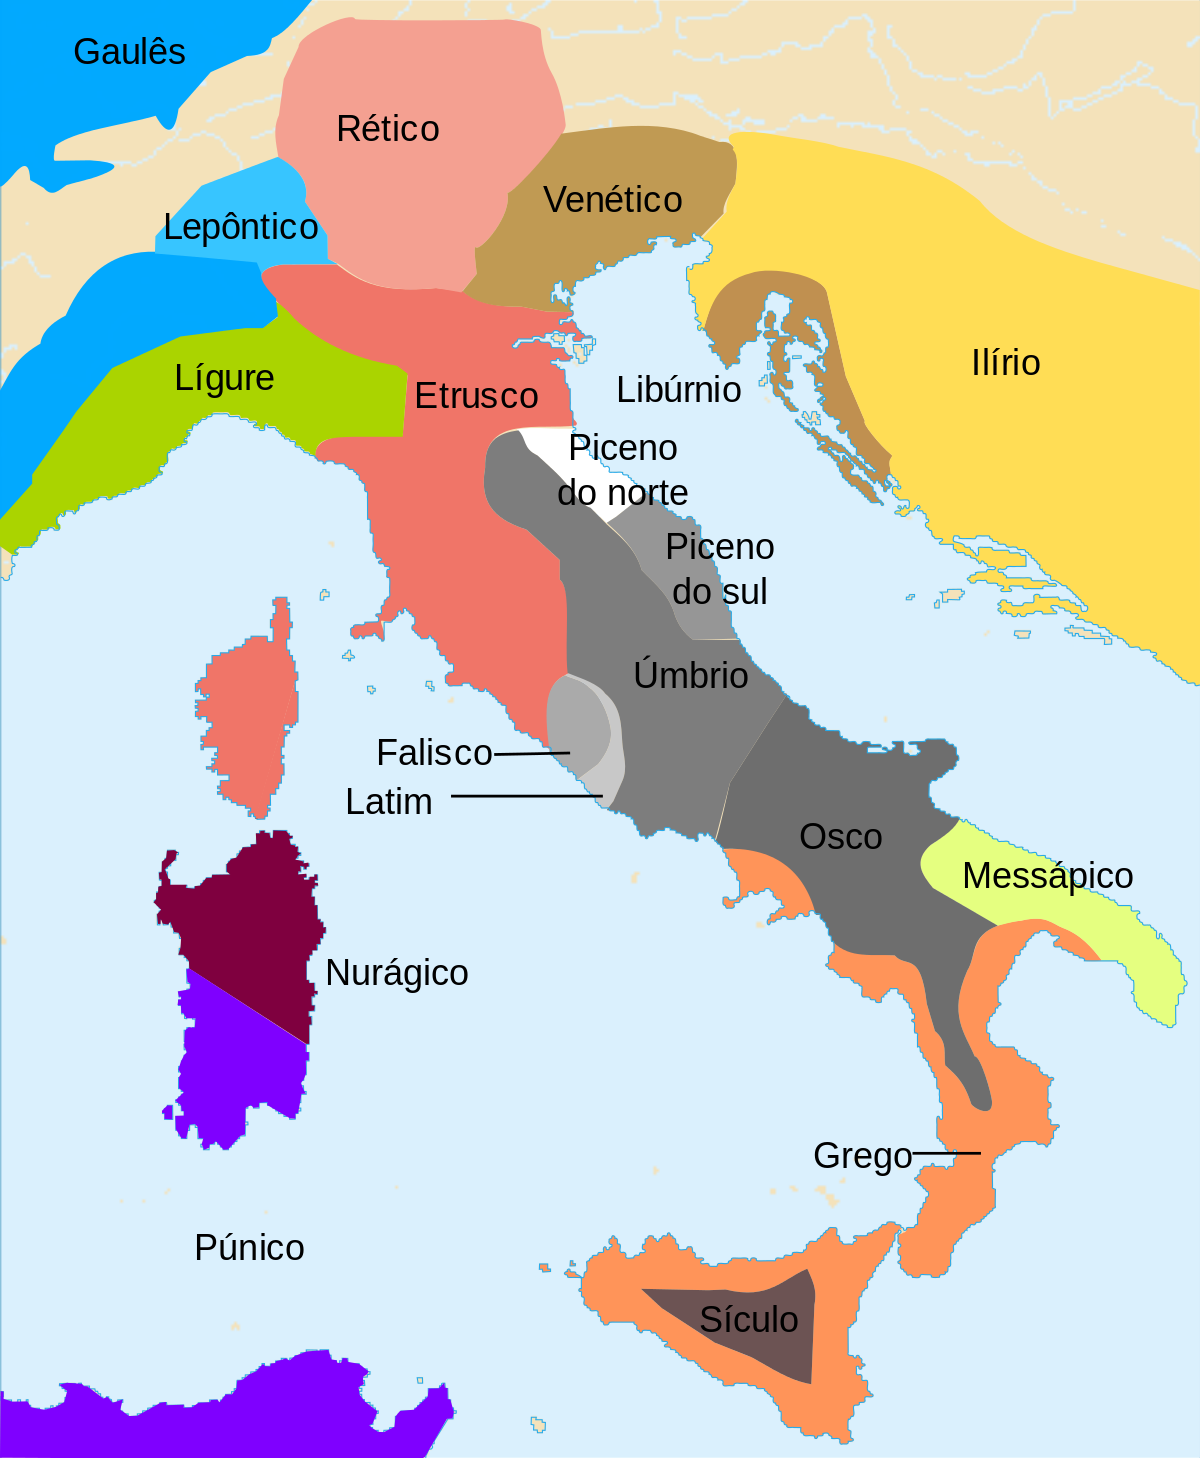 Gaulês
Rético
Venético
Lepôntico
Ilírio
Lígure
Etrusco
Libúrnio
Piceno
do norte
Piceno
do sul
Úmbrio
Falisco
Latim
Osco
Messápico
Nurágico
Grego
Púnico
Sículo